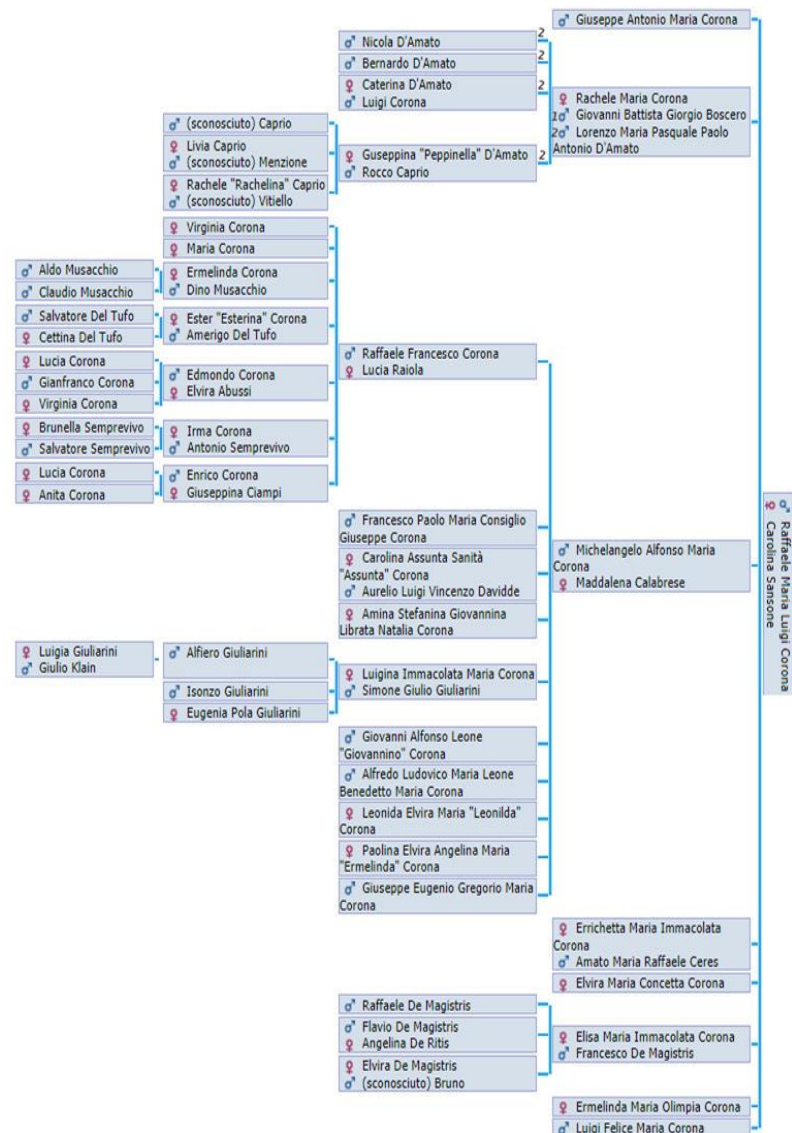 Giuseppe Antonio Maria Corona
Nicola D'Amato
2
Bernardo D'Amato
2
Caterina D'Amato
Luigi Corona
2
Rachele Maria Corona
1 Giovanni Battista Giorgio Boscero
2 Lorenzo Maria Pasquale Paolo
Antonio D'Amato
(sconosciuto) Caprio
Livia Caprio
(sconosciuto) Menzione
Guseppina "Peppinella" D'Amato
Rocco Caprio
2
Rachele "Rachelina" Caprio
(sconosciuto) Vitiello
Virginia Corona
Maria Corona
Aldo Musacchio
Claudio Musacchio
Ermelinda Corona
Dino Musacchio
Salvatore Del Tufo
Cettina Del Tufo
Ester "Esterina" Corona
Amerigo Del Tufo
Raffaele Francesco Corona
Lucia Raiola
Lucia Corona
Gianfranco Corona
Virginia Corona
Edmondo Corona
Elvira Abussi
Brunella Semprevivo
Salvatore Semprevivo
Irma Corona
Antonio Semprevivo
Lucia Corona
Anita Corona
Enrico Corona
Giuseppina Ciampi
Raffaele Maria Luigi Corona
Carolina Sansone
Francesco Paolo Maria Consiglio
Giuseppe Corona
Carolina Assunta Sanità
"Assunta" Corona
Aurelio Luigi Vincenzo Davidde
Michelangelo Alfonso Maria
Corona
Maddalena Calabrese
Amina Stefanina Giovannina
Librata Natalia Corona
Luigia Giuliarini
Giulio Klain
Alfiero Giuliarini
Isonzo Giuliarini
Eugenia Pola Giuliarini
Luigina Immacolata Maria Corona
Simone Giulio Giuliarini
Giovanni Alfonso Leone
"Giovannino" Corona
Alfredo Ludovico Maria Leone
Benedetto Maria Corona
Leonida Elvira Maria "Leonilda"
Corona
Paolina Elvira Angelina Maria
"Ermelinda" Corona
Giuseppe Eugenio Gregorio Maria
Corona
Errichetta Maria Immacolata
Corona
Amato Maria Raffaele Ceres
Elvira Maria Concetta Corona
Raffaele De Magistris
Flavio De Magistris
Angelina De Ritis
Elisa Maria Immacolata Corona
Francesco De Magistris
Elvira De Magistris
(sconosciuto) Bruno
Ermelinda Maria Olimpia Corona
Luigi Felice Maria Corona